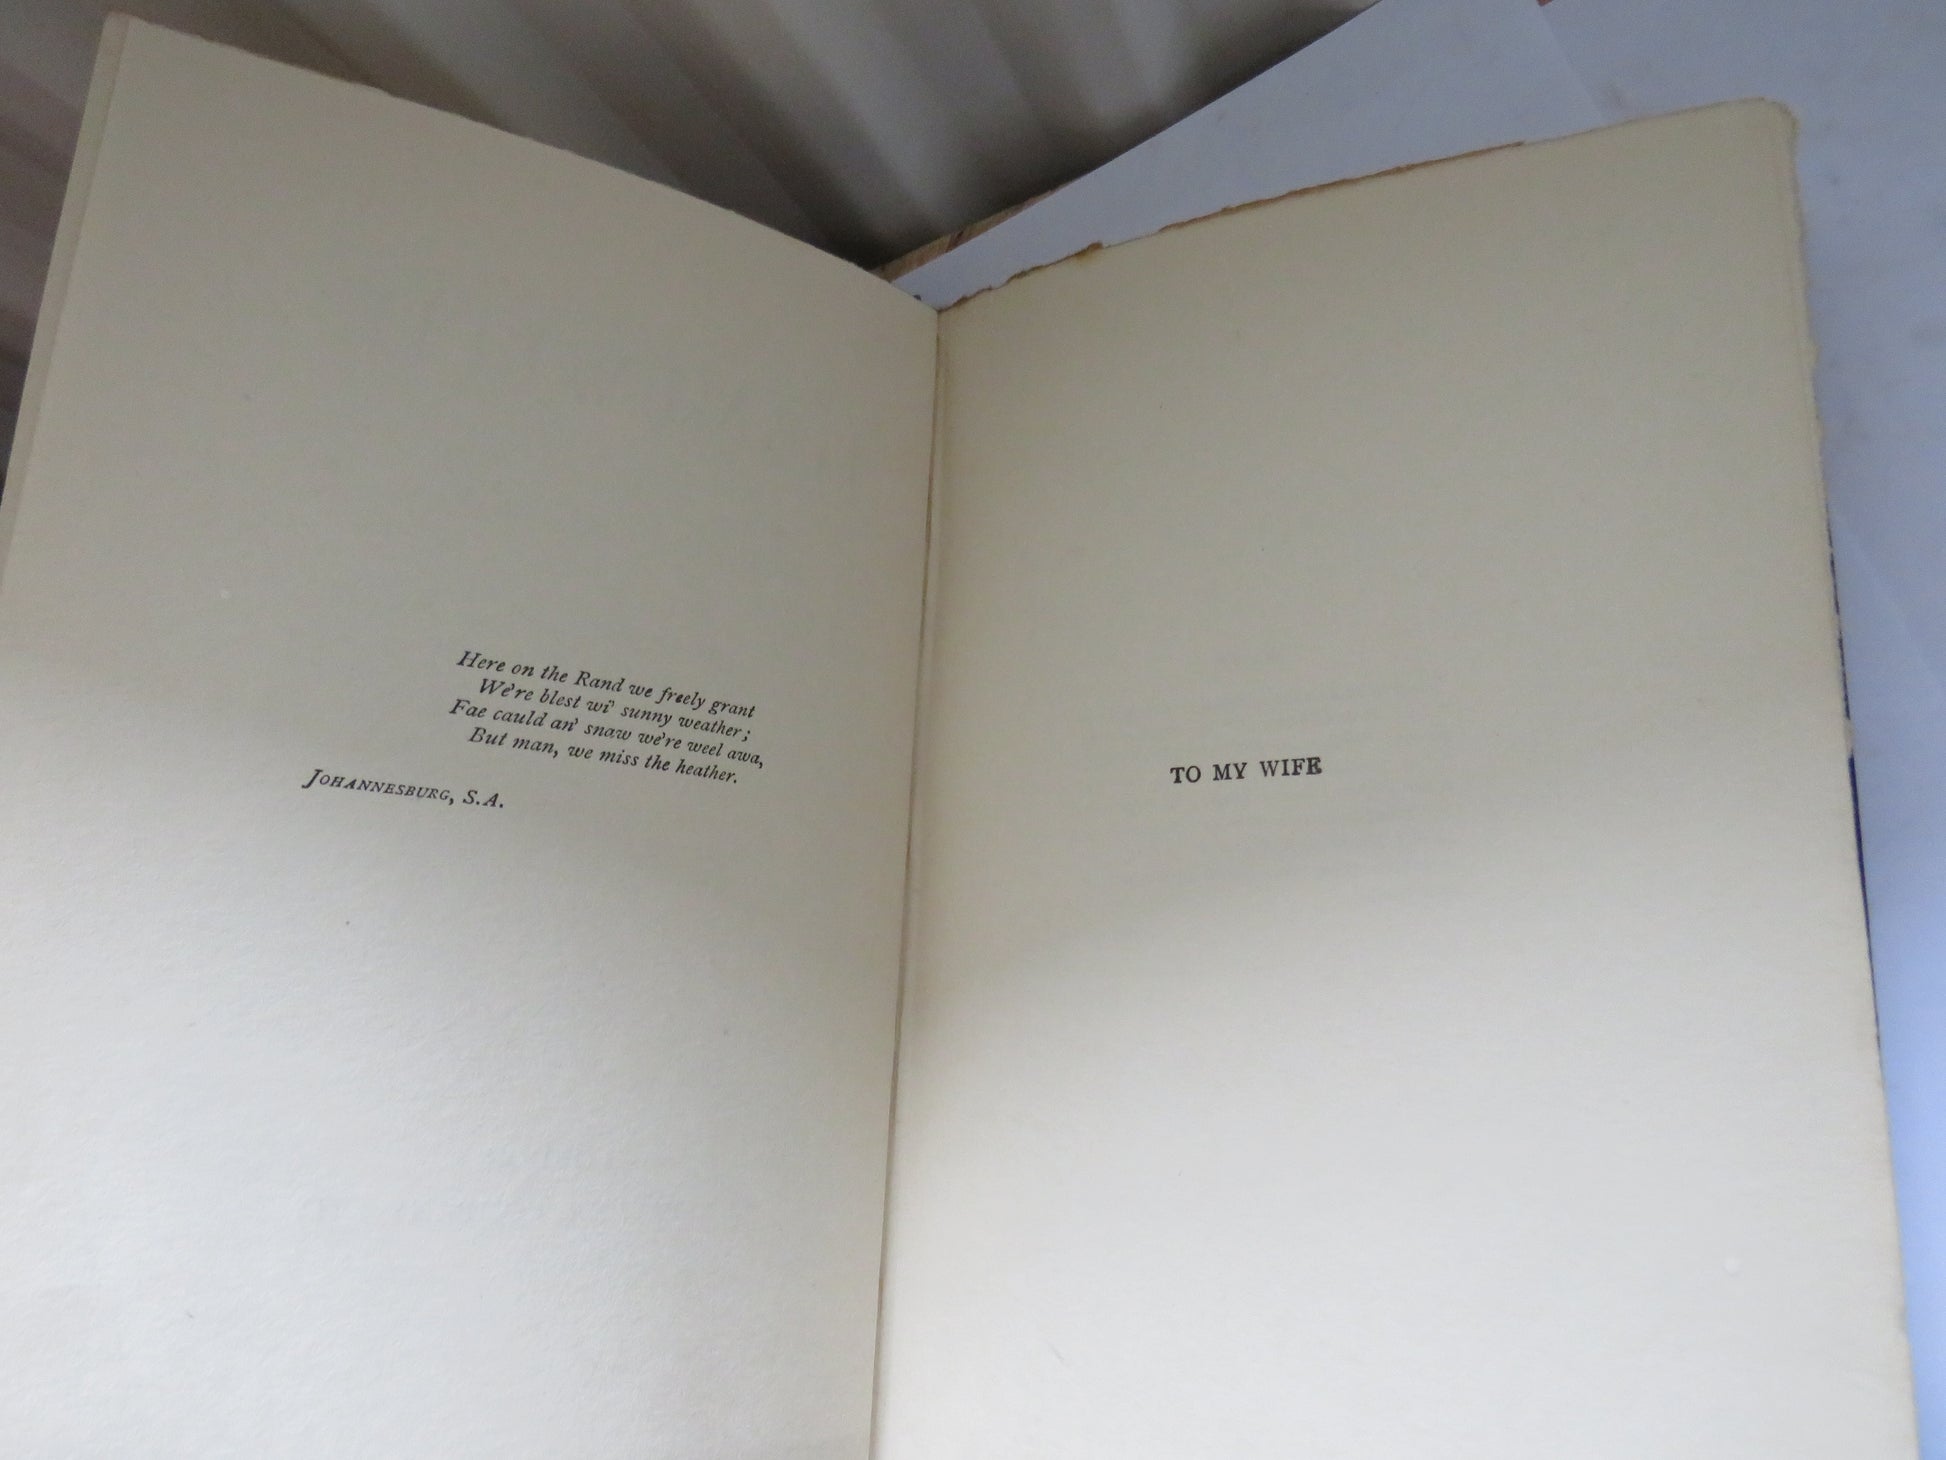 Here on the Rand we freely grant
We're blest wi' sunny weather;
Fae cauld an' snaw we're weel awa,
But man, we miss the heather.
JOHANNESBURG, S.A.
TO MY WIFE